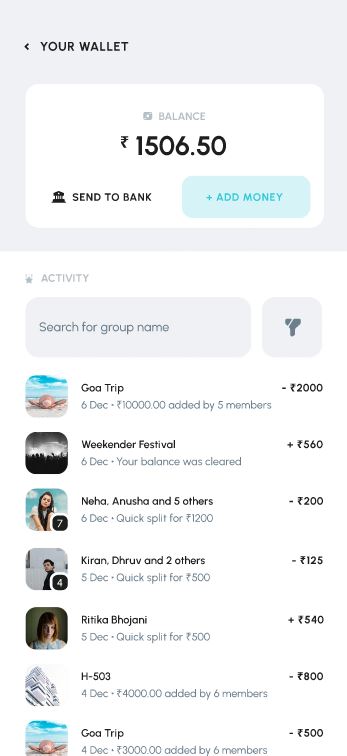 YOUR WALLET
BALANCE
₹ 1506.50
SEND TO BANK
+ ADD MONEY
ACTIVITY
Search for group name
Goa Trip - ₹2000
6 Dec • ₹10000.00 added by 5 members
Weekender Festival + ₹560
6 Dec • Your balance was cleared
Neha, Anusha and 5 others - ₹200
7
6 Dec • Quick split for ₹1200
Kiran, Dhruv and 2 others - ₹125
4
5 Dec • Quick split for ₹500
Ritika Bhojani + ₹540
5 Dec • Quick split for ₹500
H-503 - ₹800
4 Dec • ₹4000.00 added by 6 members
Goa Trip - ₹500
4 Dec • ₹3000.00 added by 6 members